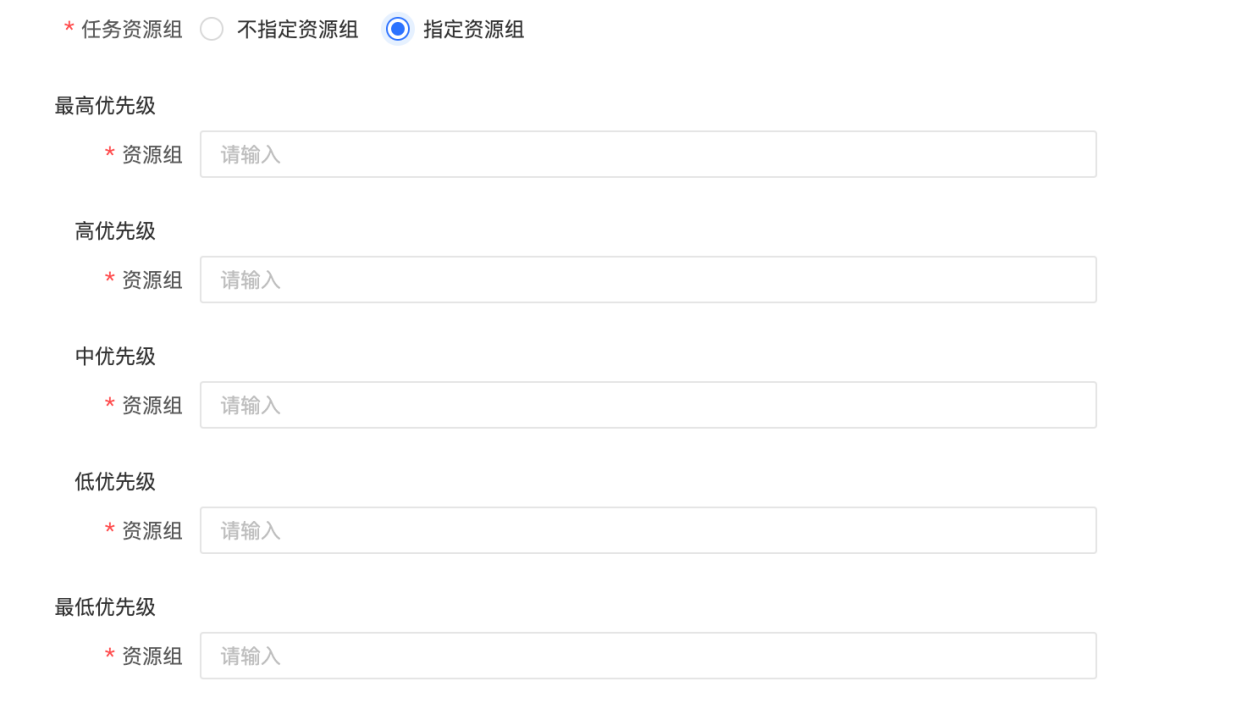 * 任务资源组 不指定资源组 指定资源组
最高优先级
* 资源组 请输入
高优先级
* 资源组 请输入
中优先级
* 资源组 请输入
低优先级
* 资源组 请输入
最低优先级
* 资源组 请输入